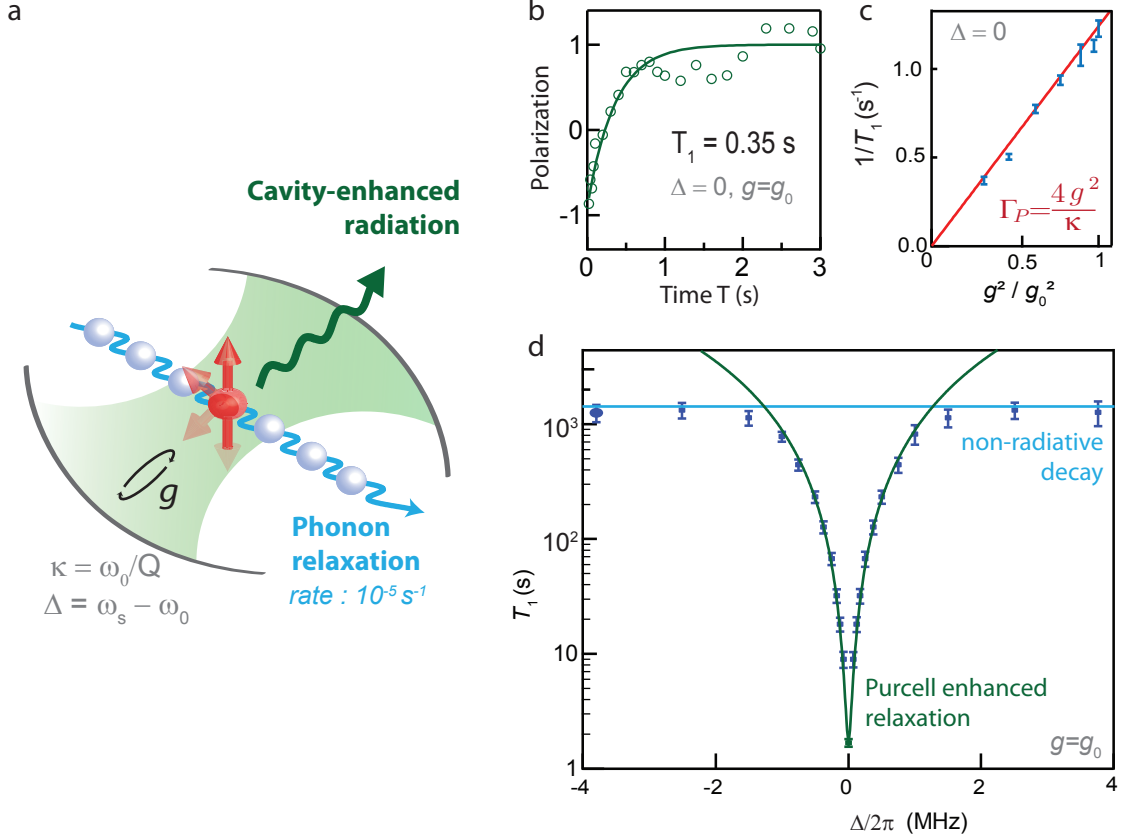 a
Cavity-enhanced
radiation
g
Phonon
relaxation
rate : 10⁻⁵ s⁻¹
κ = ω₀/Q
Δ = ωₛ − ω₀
b
Polarization
1
0
-1
T₁ = 0.35 s
Δ = 0, g=g₀
0
1
2
3
Time T (s)
c
Δ = 0
1/T₁ (s⁻¹)
1.0
0.5
0.0
Γ_P = 4 g² / κ
0
0.5
1
g² / g₀²
d
T₁ (s)
10³
10²
10
1
non-radiative
decay
Purcell enhanced
relaxation
g=g₀
-4
-2
0
2
4
Δ/2π (MHz)